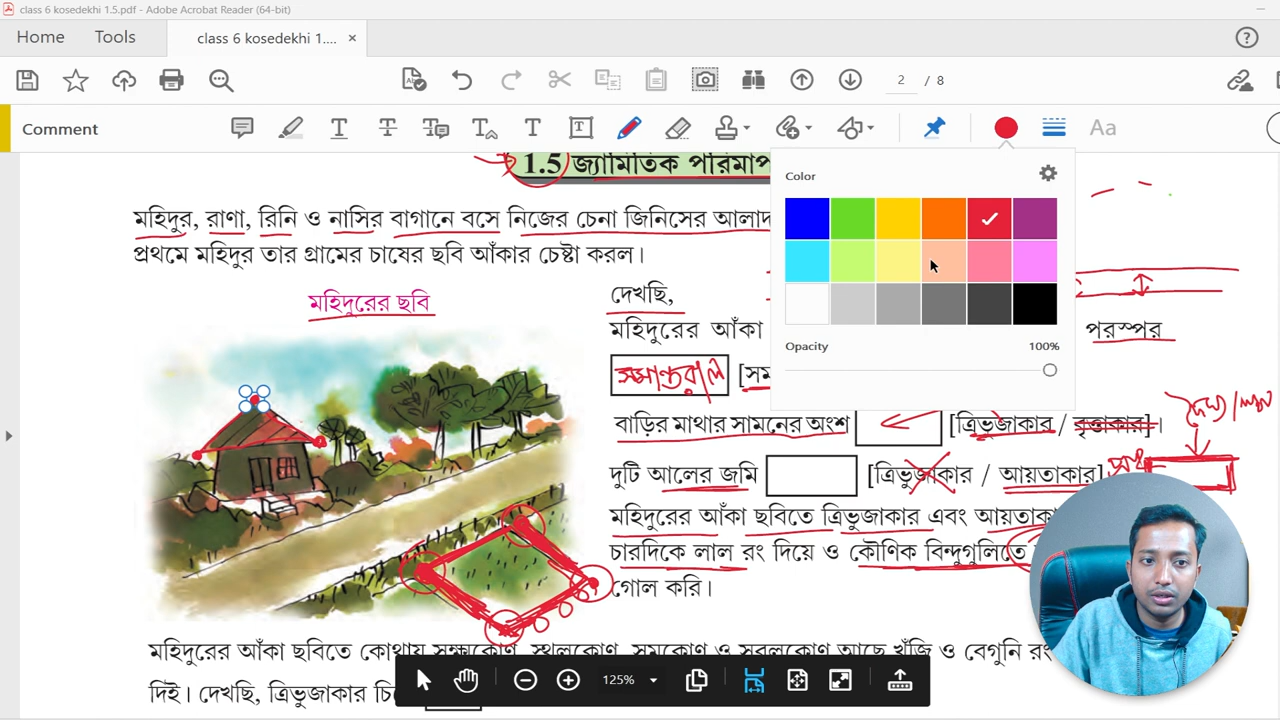 class 6 kosedekhi 1.5.pdf - Adobe Acrobat Reader (64-bit)
Home Tools class 6 kosedekhi 1....
2 / 8
Comment Aa
1.5 জ্যামিতিক পরিমাপ
Color
মহিদুর, রাণা, রিনি ও নাসির বাগানে বসে নিজের চেনা জিনিসের আলাদ
প্রথমে মহিদুর তার গ্রামের চাষের ছবি আঁকার চেষ্টা করল।
মহিদুরের ছবি
দেখছি,
মহিদুরের আঁকা
পরস্পর
Opacity 100%
সমান্তরাল [সম
বাড়ির মাথার সামনের অংশ [ত্রিভুজাকার / বৃত্তাকার]।
দুটি আলের জমি [ত্রিভুজাকার / আয়তাকার]
মহিদুরের আঁকা ছবিতে ত্রিভুজাকার এবং আয়তাকা
চারদিকে লাল রং দিয়ে ও কৌণিক বিন্দুগুলিতে
গোল করি।
মহিদুরের আঁকা ছবিতে কোথায় সূক্ষ্মকোণ, স্থূলকোণ, সমকোণ ও সরলকোণ আছে খুঁজি ও বেগুনি রং
দিই। দেখছি, ত্রিভুজাকার চি
125%